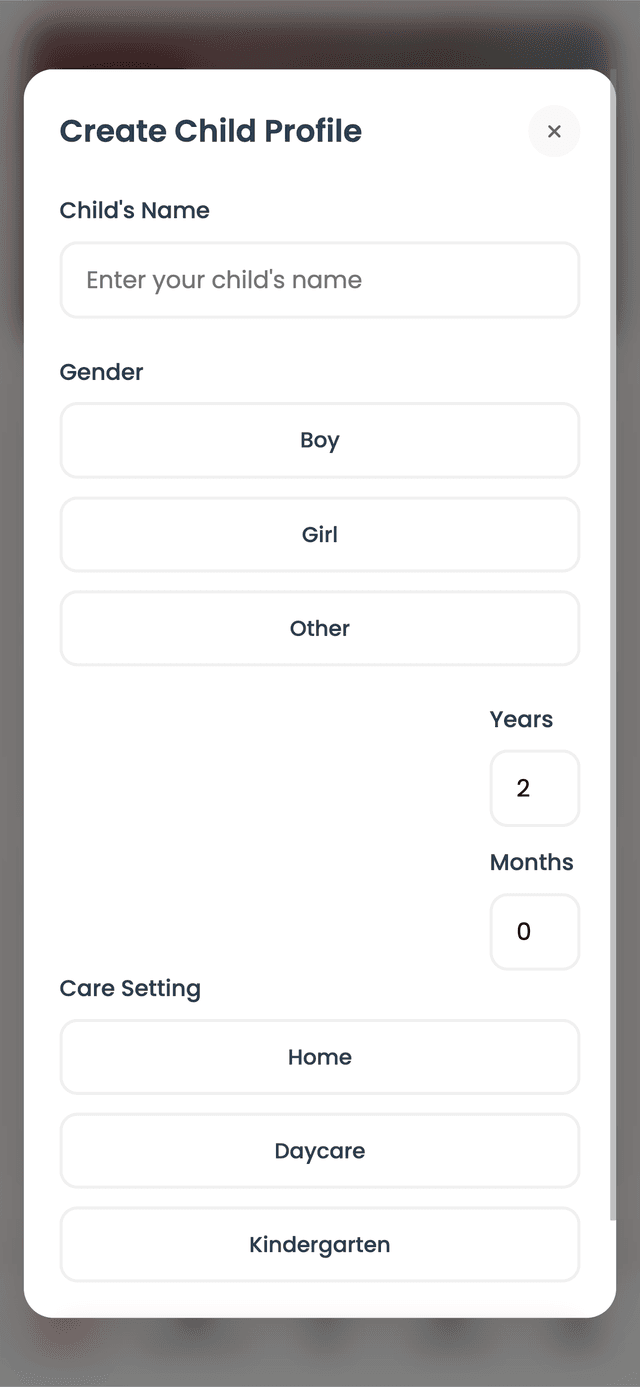 Create Child Profile
×
Child's Name
Enter your child's name
Gender
Boy
Girl
Other
Years
2
Months
0
Care Setting
Home
Daycare
Kindergarten